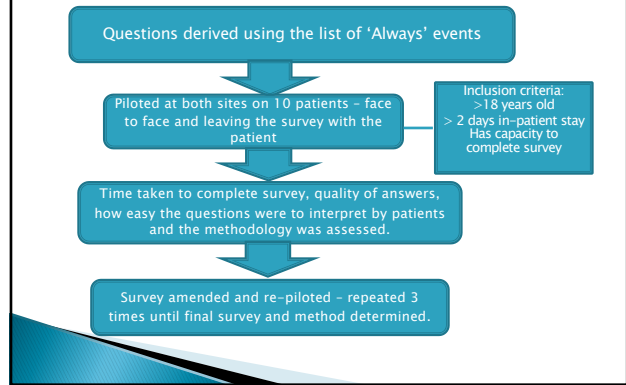 Questions derived using the list of ‘Always’ events
Piloted at both sites on 10 patients – face
to face and leaving the survey with the
patient
Inclusion criteria:
>18 years old
> 2 days in-patient stay
Has capacity to
complete survey
Time taken to complete survey, quality of answers,
how easy the questions were to interpret by patients
and the methodology was assessed.
Survey amended and re-piloted – repeated 3
times until final survey and method determined.